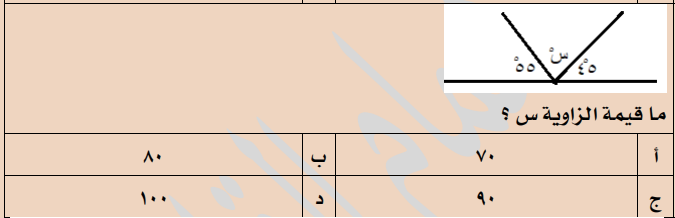 ٥٥° س° ٤٥°
ما قيمة الزاوية س ؟
أ ٧٠ ب ٨٠
ج ٩٠ د ١٠٠